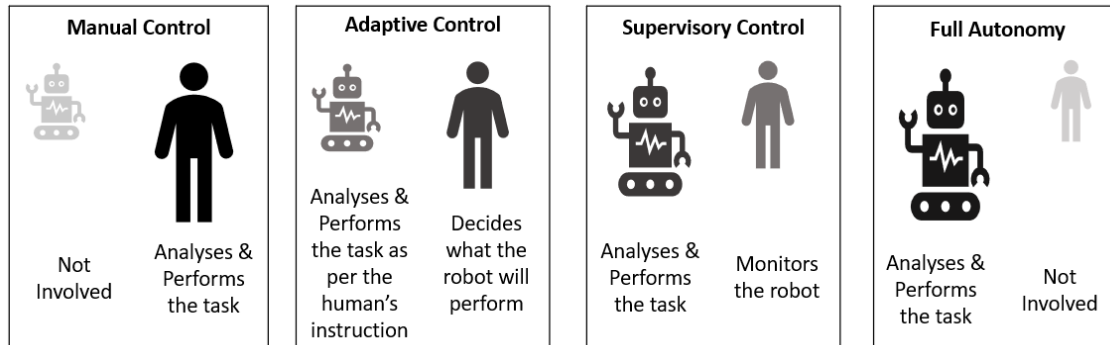 Manual Control
Not
Involved
Analyses &
Performs
the task
Adaptive Control
Analyses &
Performs
the task as
per the
human's
instruction
Decides
what the
robot will
perform
Supervisory Control
Analyses &
Performs
the task
Monitors
the robot
Full Autonomy
Analyses &
Performs
the task
Not
Involved